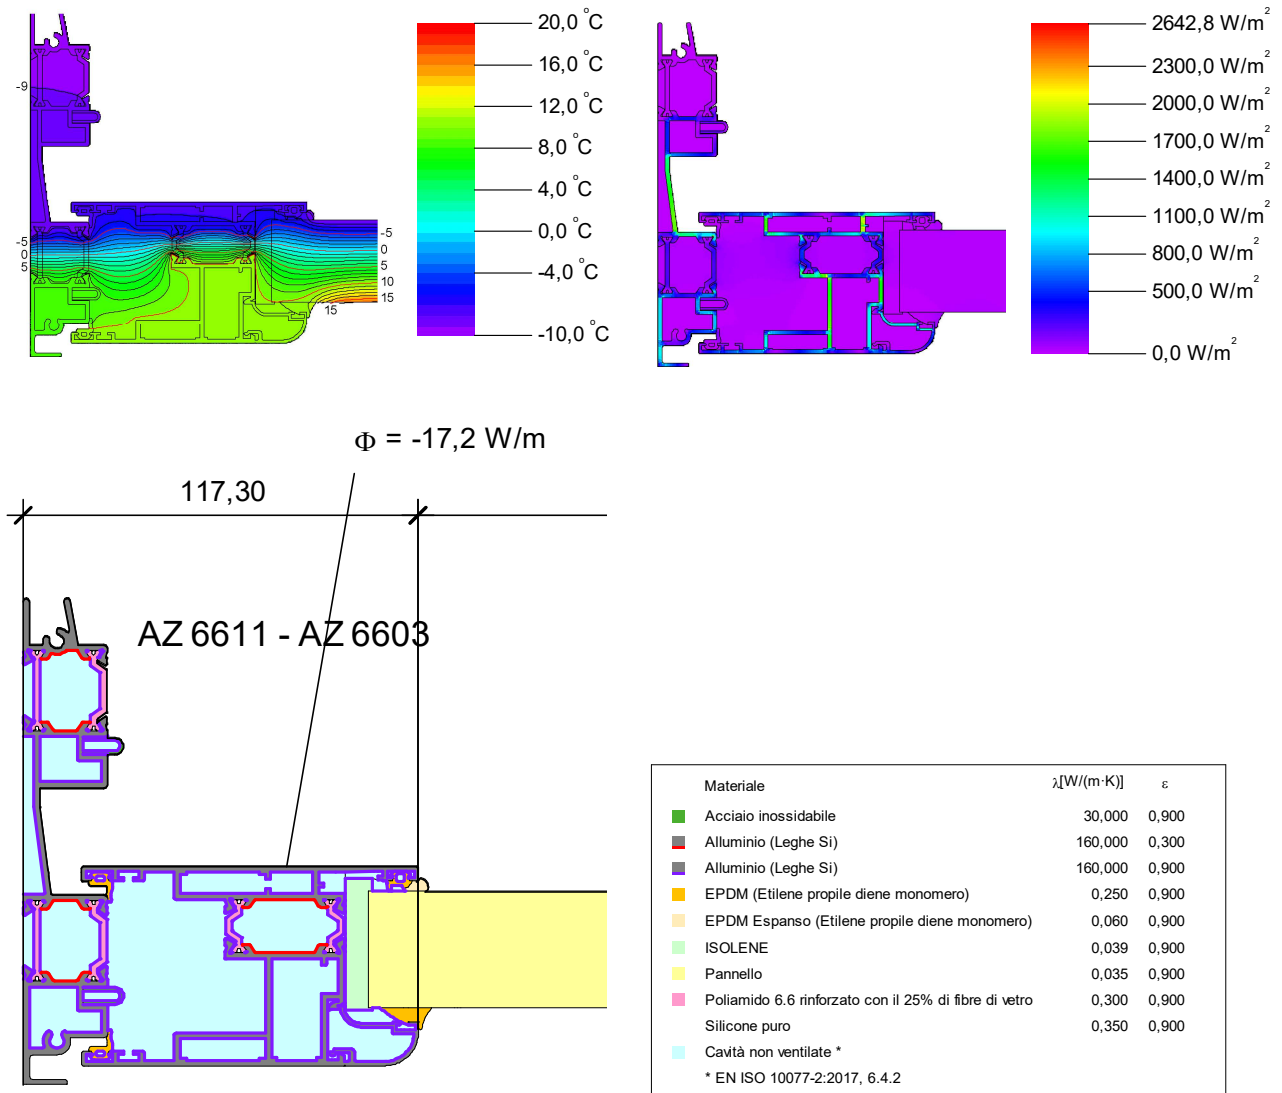 20,0 °C
16,0 °C
12,0 °C
8,0 °C
4,0 °C
0,0 °C
-4,0 °C
-10,0 °C
-9
-5
0
5
-5
0
5
10
15
15
2642,8 W/m²
2300,0 W/m²
2000,0 W/m²
1700,0 W/m²
1400,0 W/m²
1100,0 W/m²
800,0 W/m²
500,0 W/m²
0,0 W/m²
Φ = -17,2 W/m
117,30
AZ 6611 - AZ 6603
Materiale λ[W/(m·K)] ε
Acciaio inossidabile 30,000 0,900
Alluminio (Leghe Si) 160,000 0,300
Alluminio (Leghe Si) 160,000 0,900
EPDM (Etilene propile diene monomero) 0,250 0,900
EPDM Espanso (Etilene propile diene monomero) 0,060 0,900
ISOLENE 0,039 0,900
Pannello 0,035 0,900
Poliamido 6.6 rinforzato con il 25% di fibre di vetro 0,300 0,900
Silicone puro 0,350 0,900
Cavità non ventilate *
* EN ISO 10077-2:2017, 6.4.2